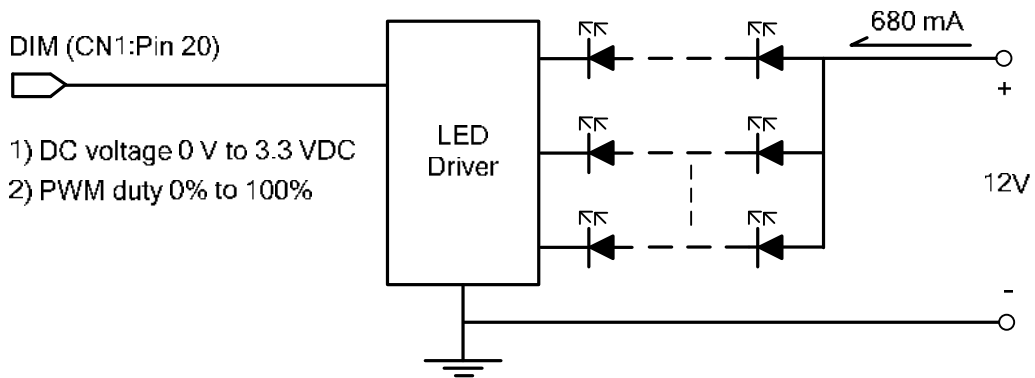 680 mA
DIM (CN1:Pin 20)
+
LED
Driver
1) DC voltage 0 V to 3.3 VDC
2) PWM duty 0% to 100%
12V
-